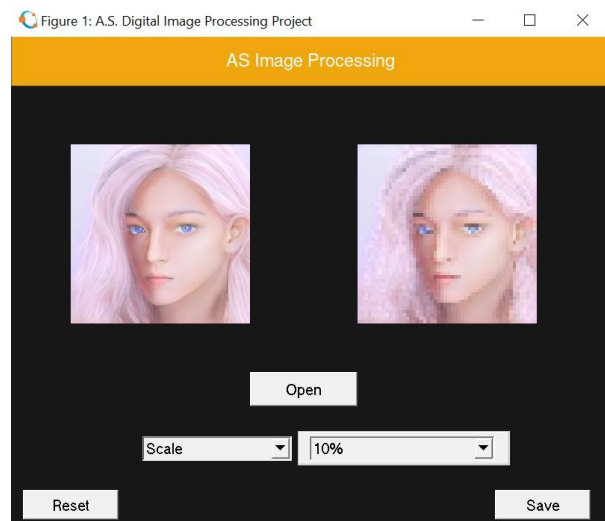 Figure 1: A.S. Digital Image Processing Project
AS Image Processing
Open
Scale
10%
Reset
Save